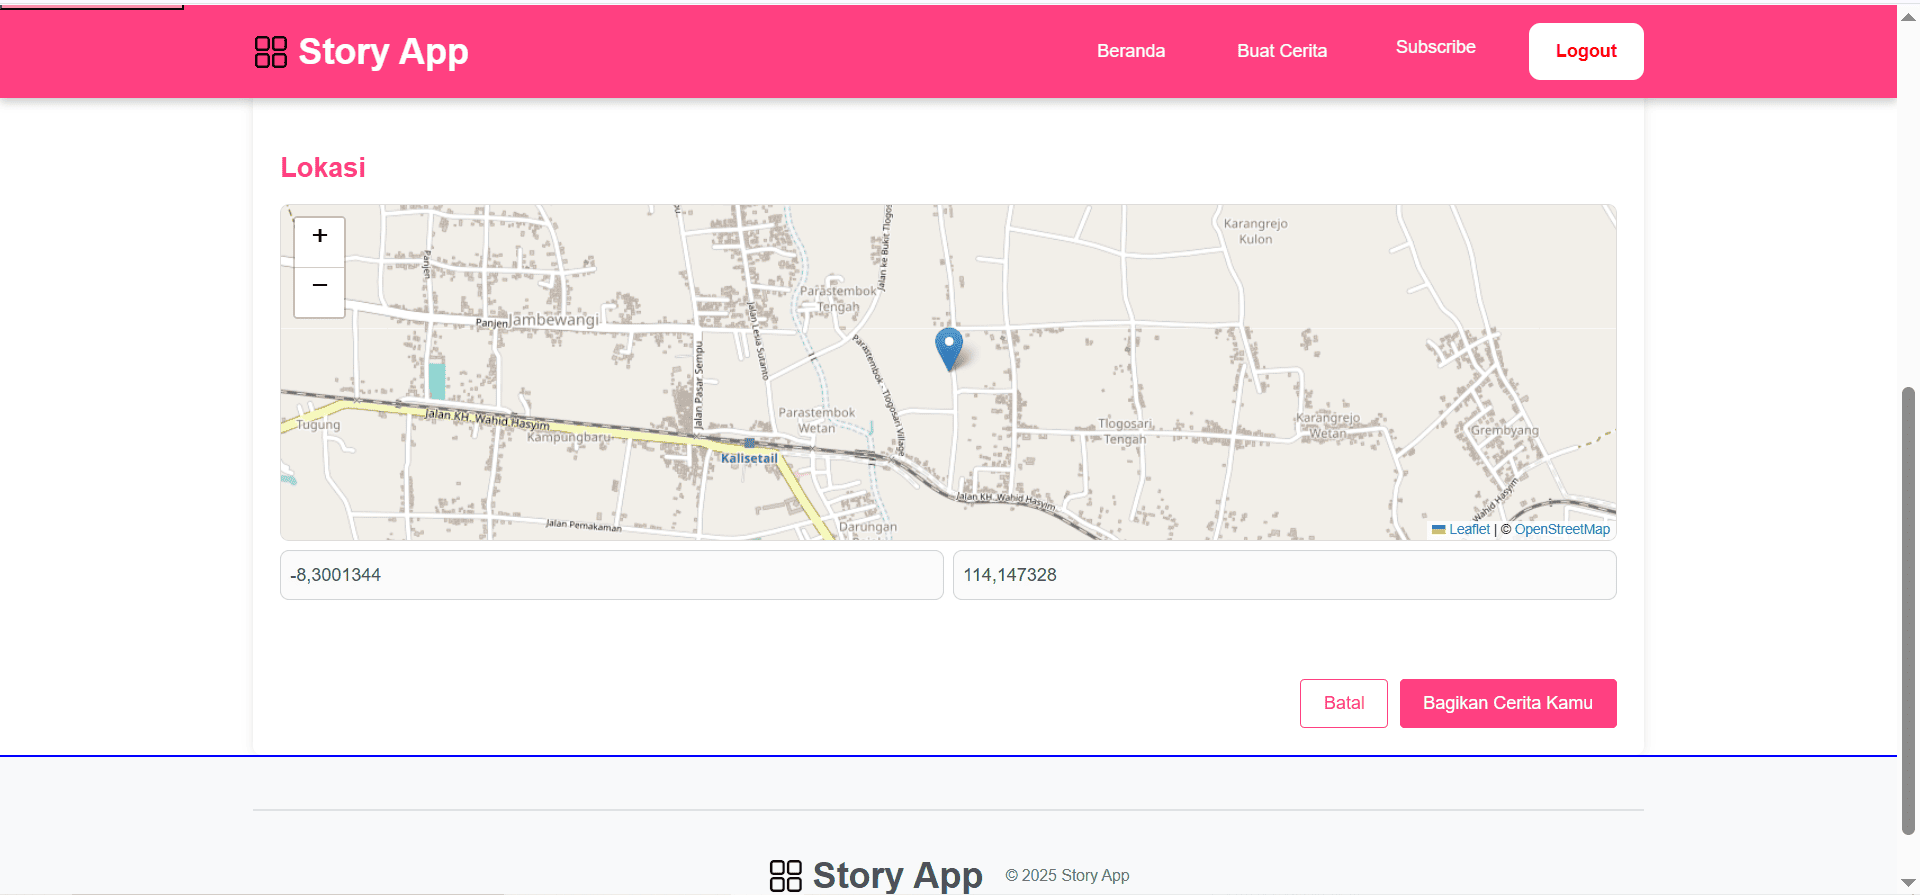 Story App
Beranda
Buat Cerita
Subscribe
Logout
Lokasi
+
−
Karangrejo
Kulon
Panjen
Jalan ke Bukit Tlogos
Parastembok
Tengah
Panjen
Jambewangi
Jalan Lesia Sutanto
Parastembok - Tlogosari Village
Jalan Pasar Sempu
Tugung
Jalan KH. Wahid Hasyim
Kampungbaru
Parastembok
Wetan
Kalisetail
Tlogosari
Tengah
Karangrejo
Wetan
Grembyang
Jalan KH. Wahid Hasyim
Wahid Hasyim
Jalan Pemakaman
Darungan
Leaflet | © OpenStreetMap
-8,3001344
114,147328
Batal
Bagikan Cerita Kamu
Story App
© 2025 Story App